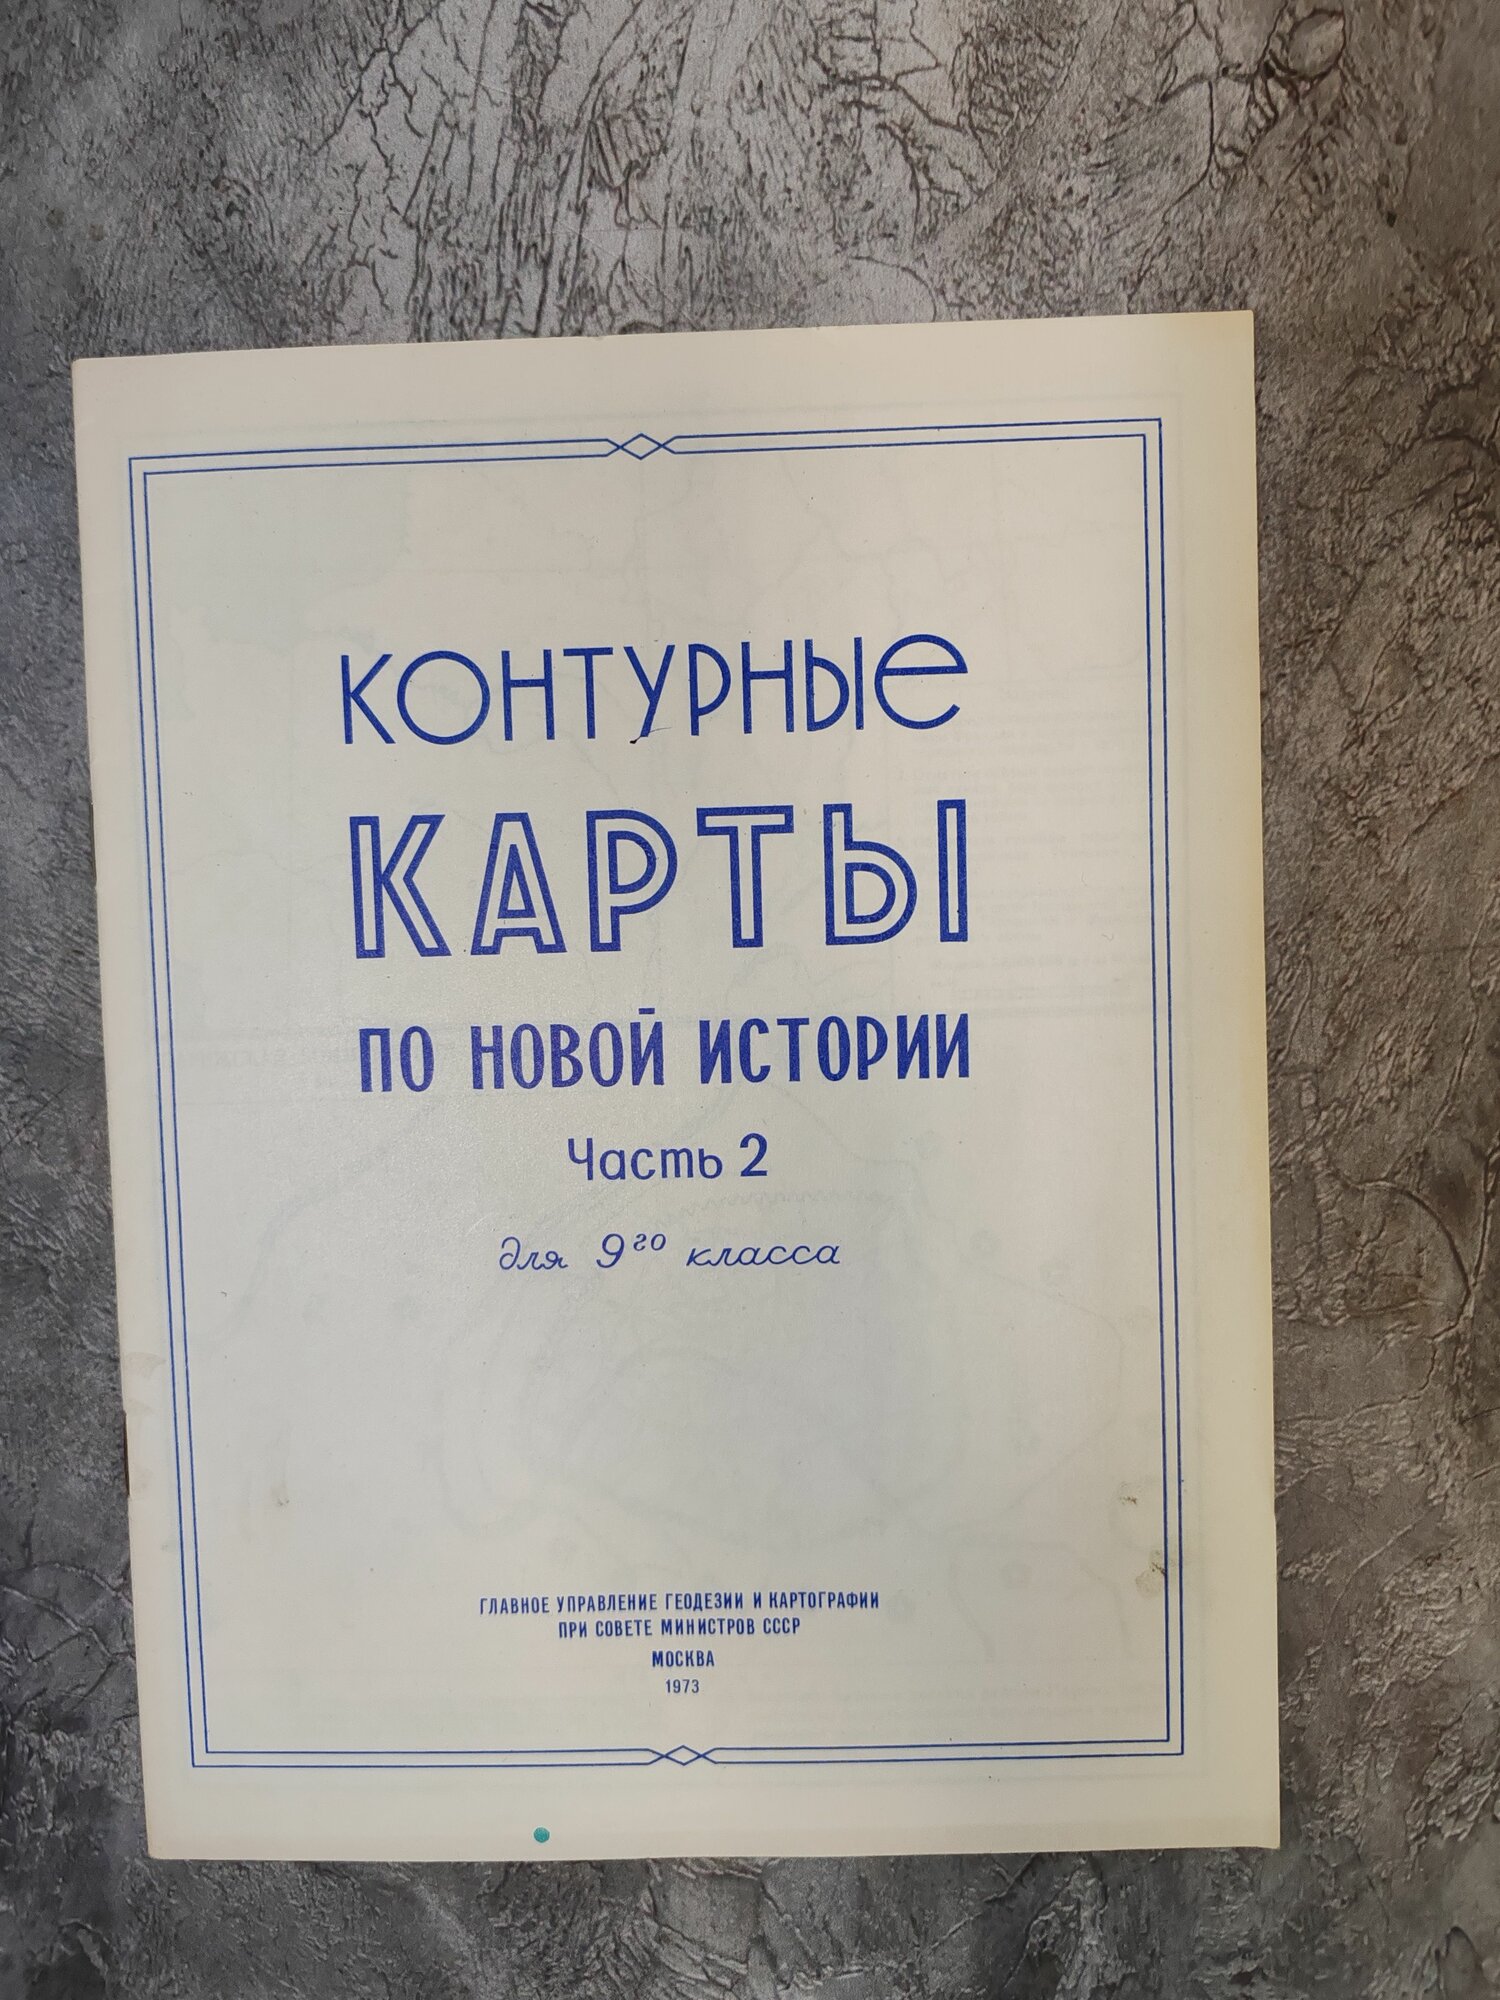 КОНТУРНЫЕ
КАРТЫ
ПО НОВОЙ ИСТОРИИ
Часть 2
для 9го класса
ГЛАВНОЕ УПРАВЛЕНИЕ ГЕОДЕЗИИ И КАРТОГРАФИИ
ПРИ СОВЕТЕ МИНИСТРОВ СССР
МОСКВА
1973